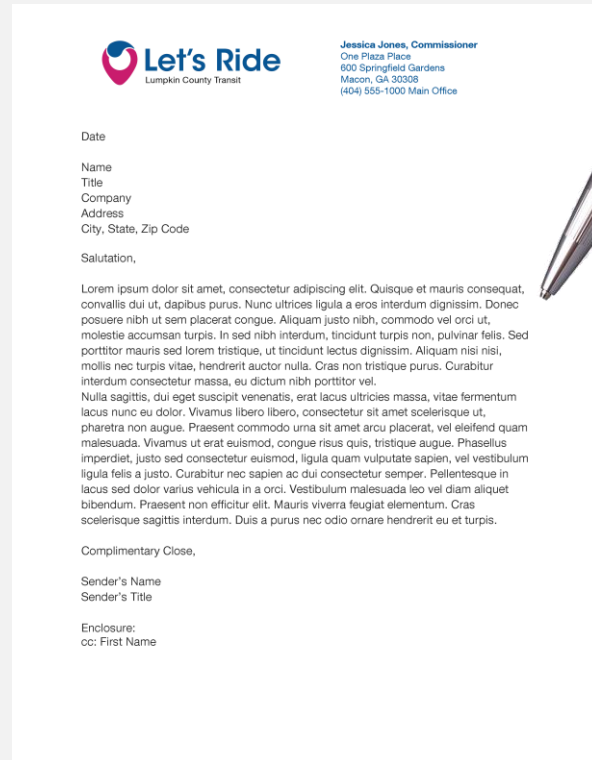 Let's Ride
Lumpkin County Transit
Jessica Jones, Commissioner
One Plaza Place
600 Springfield Gardens
Macon, GA 30308
(404) 555-1000 Main Office
Date
Name
Title
Company
Address
City, State, Zip Code
Salutation,
Lorem ipsum dolor sit amet, consectetur adipiscing elit. Quisque et mauris consequat,
convallis dui ut, dapibus purus. Nunc ultrices ligula a eros interdum dignissim. Donec
posuere nibh ut sem placerat congue. Aliquam justo nibh, commodo vel orci ut,
molestie accumsan turpis. In sed nibh interdum, tincidunt turpis non, pulvinar felis. Sed
porttitor mauris sed lorem tristique, ut tincidunt lectus dignissim. Aliquam nisi nisi,
mollis nec turpis vitae, hendrerit auctor nulla. Cras non tristique purus. Curabitur
interdum consectetur massa, eu dictum nibh porttitor vel.
Nulla sagittis, dui eget suscipit venenatis, erat lacus ultricies massa, vitae fermentum
lacus nunc eu dolor. Vivamus libero libero, consectetur sit amet scelerisque ut,
pharetra non augue. Praesent commodo urna sit amet arcu placerat, vel eleifend quam
malesuada. Vivamus ut erat euismod, congue risus quis, tristique augue. Phasellus
imperdiet, justo sed consectetur euismod, ligula quam vulputate sapien, vel vestibulum
ligula felis a justo. Curabitur nec sapien ac dui consectetur semper. Pellentesque in
lacus sed dolor varius vehicula in a orci. Vestibulum malesuada leo vel diam aliquet
bibendum. Praesent non efficitur elit. Mauris viverra feugiat elementum. Cras
scelerisque sagittis interdum. Duis a purus nec odio ornare hendrerit eu et turpis.
Complimentary Close,
Sender's Name
Sender's Title
Enclosure:
cc: First Name